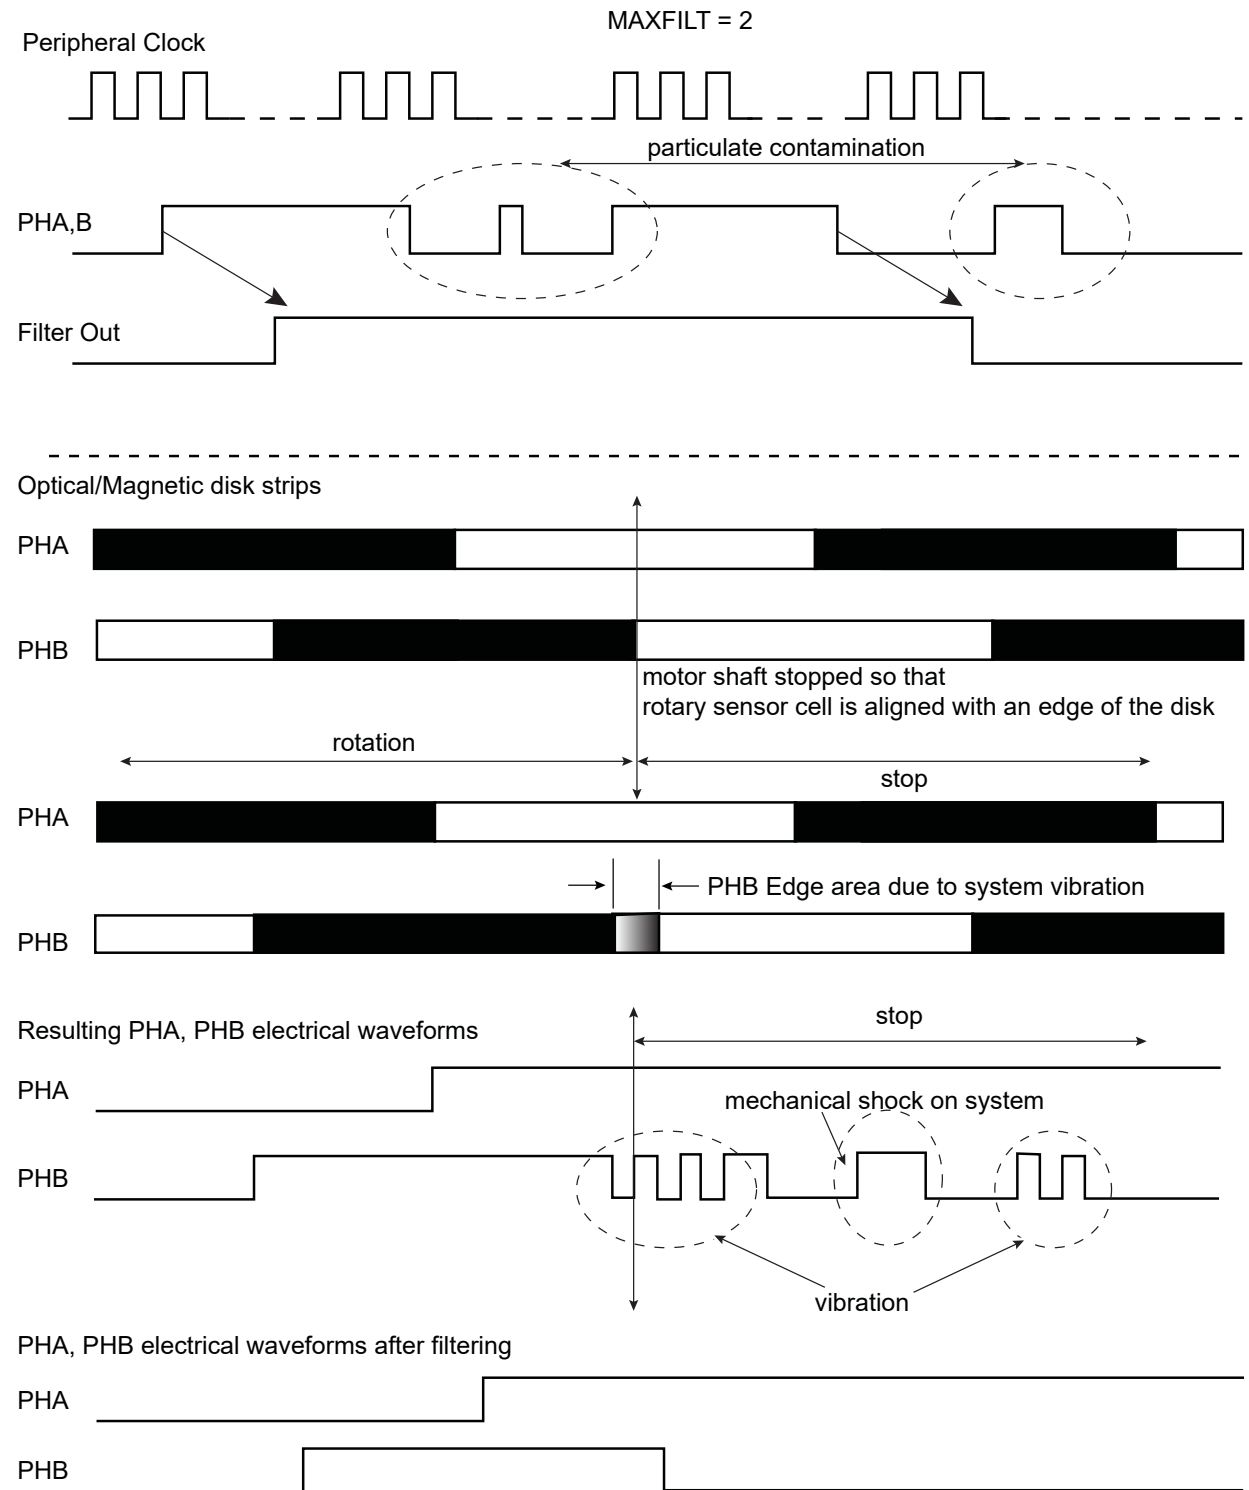 MAXFILT = 2
Peripheral Clock
particulate contamination
PHA,B
Filter Out
Optical/Magnetic disk strips
PHA
PHB
motor shaft stopped so that
rotary sensor cell is aligned with an edge of the disk
rotation
stop
PHA
PHB Edge area due to system vibration
PHB
stop
Resulting PHA, PHB electrical waveforms
PHA
mechanical shock on system
PHB
vibration
PHA, PHB electrical waveforms after filtering
PHA
PHB